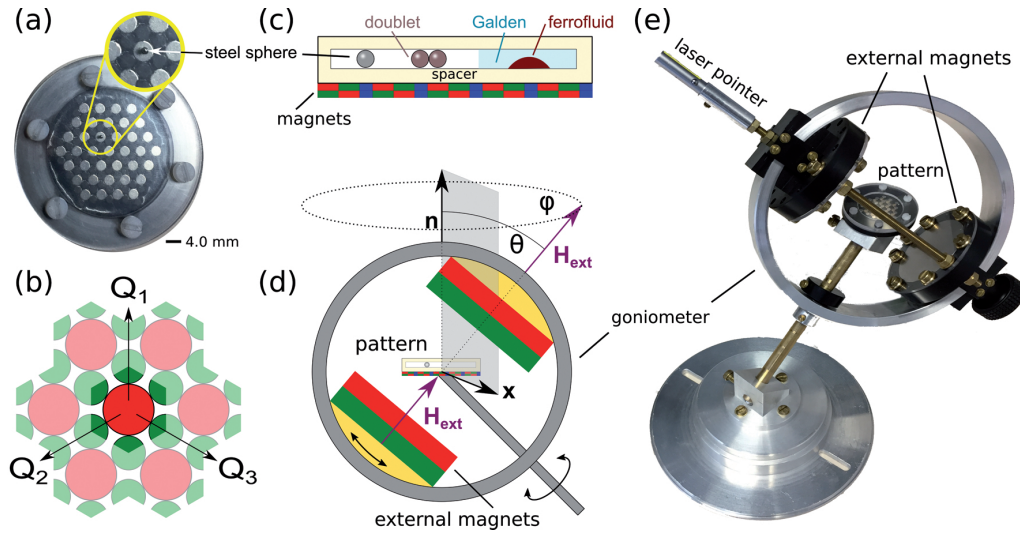 (a)
steel sphere
4.0 mm
(b)
Q1
Q2
Q3
(c)
doublet
Galden
ferrofluid
spacer
magnets
(d)
n
φ
θ
Hext
pattern
x
Hext
external magnets
goniometer
(e)
laser pointer
external magnets
pattern